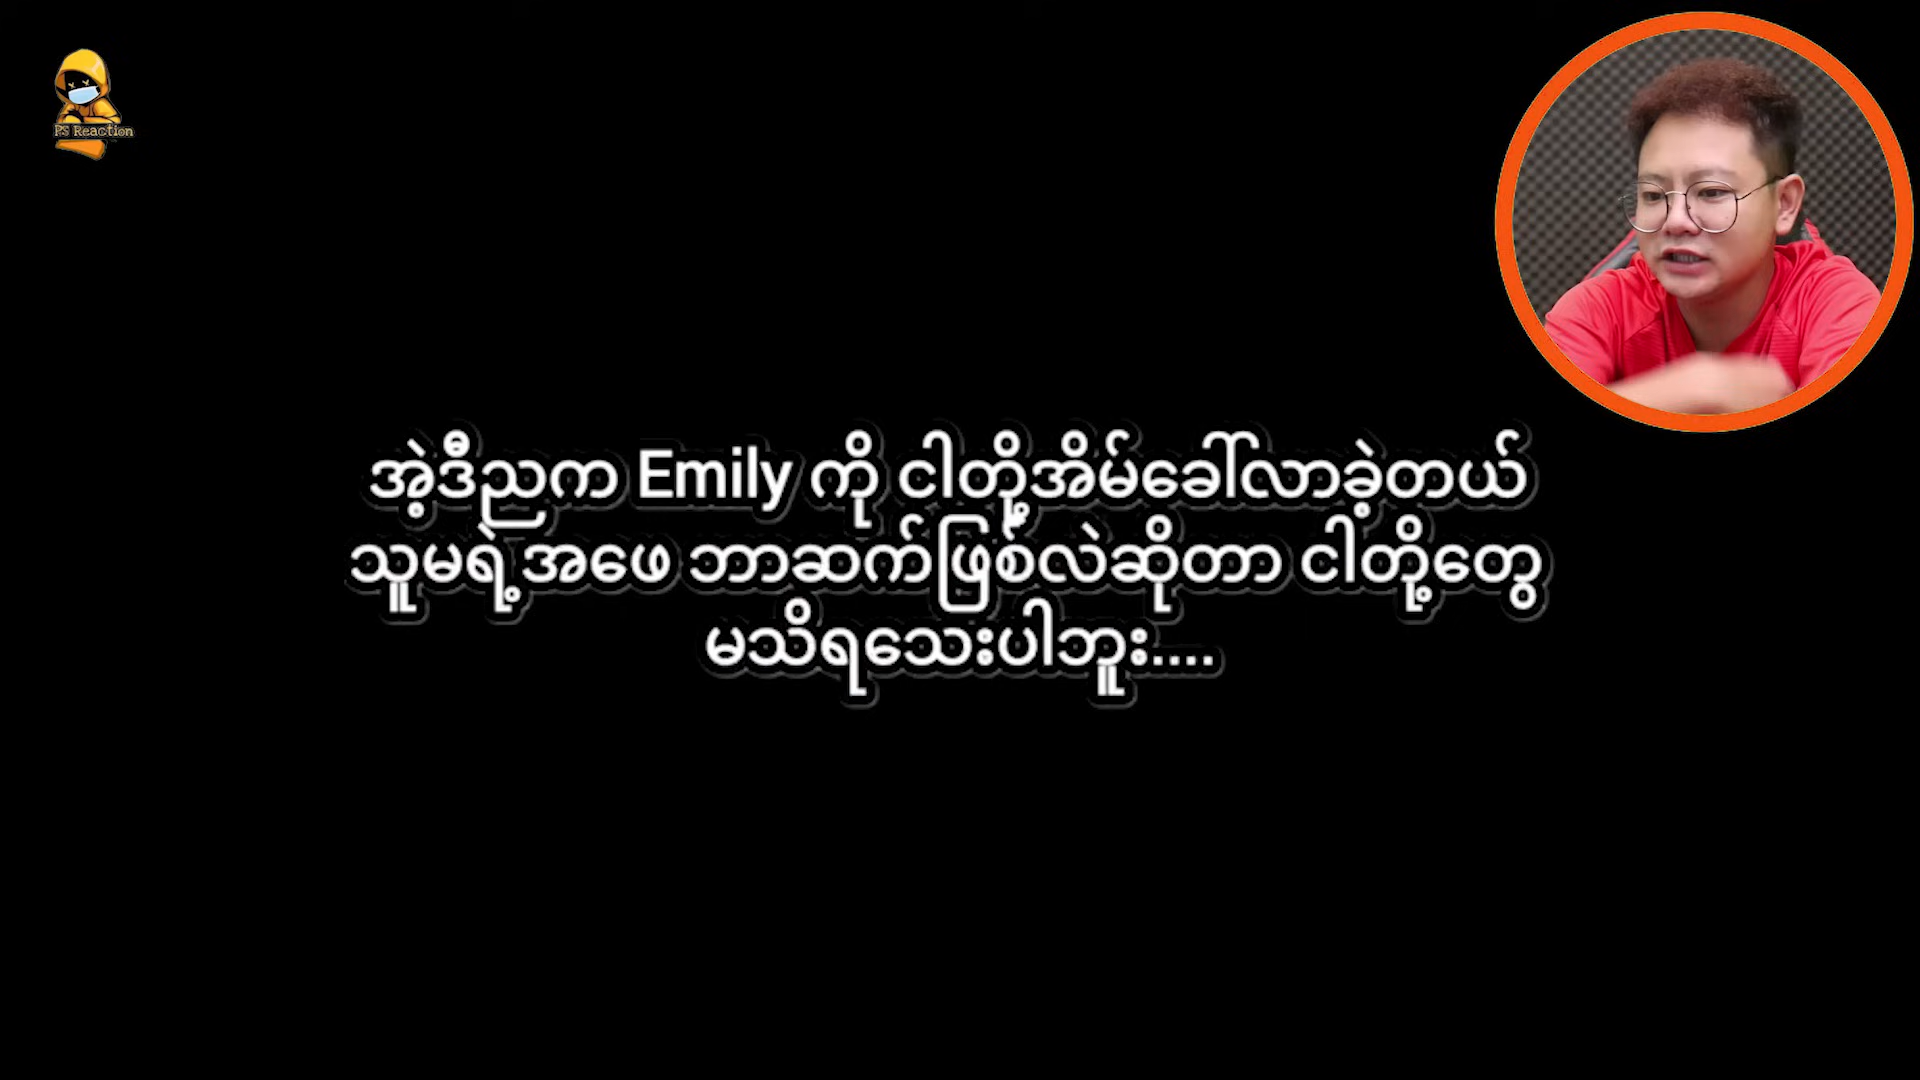 PS Reaction
အဲ့ဒီညက Emily ကို ငါတို့အိမ်ခေါ်လာခဲ့တယ်
သူမရဲ့အဖေ ဘာဆက်ဖြစ်လဲဆိုတာ ငါတို့တွေ
မသိရသေးပါဘူး....